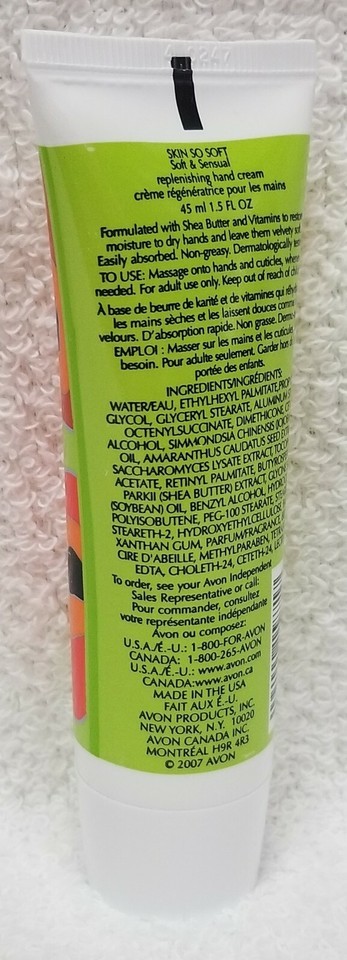 SKIN SO SOFT
Soft & Sensual
replenishing hand cream
crème régénératrice pour les mains
45 ml 1.5 FL OZ
Formulated with Shea Butter and Vitamins to
moisture to dry hands and leave them velvety
Easily absorbed. Non-greasy. Dermatologically
TO USE: Massage onto hands and cuticles,
needed. For adult use only. Keep out of reach of
À base de beurre de karité et de vitamines qui
les mains sèches et les laissent douces
velours. D'absorption rapide. Non grasse.
EMPLOI : Masser sur les mains et les
besoin. Pour adulte seulement. Garder hors
portée des enfants.
INGREDIENTS/INGRÉDIENTS:
WATER/EAU, ETHYLHEXYL PALMITATE,
GLYCOL, GLYCERYL STEARATE, ALUMINUM
OCTENYLSUCCINATE, DIMETHICONE,
ALCOHOL, SIMMONDSIA CHINENSIS
OIL, AMARANTHUS CAUDATUS SEED
SACCHAROMYCES LYSATE EXTRACT,
ACETATE, RETINYL PALMITATE,
PARKII (SHEA BUTTER) EXTRACT,
(SOYBEAN) OIL, BENZYL ALCOHOL,
POLYISOBUTENE, PEG-100 STEARATE,
STEARETH-2, HYDROXYETHYLCELLULOSE,
XANTHAN GUM, PARFUM/FRAGRANCE,
CIRE D'ABEILLE, METHYLPARABEN,
EDTA, CHOLETH-24, CETETH-24,
To order, see your Avon Independent
Sales Representative or call:
Pour commander, consultez
votre représentante indépendante
Avon ou composez:
U.S.A./É.-U.: 1-800-FOR-AVON
CANADA: 1-800-265-AVON
U.S.A./É.-U.: www.avon.com
CANADA:www.avon.ca
MADE IN THE USA
FAIT AUX É.-U.
AVON PRODUCTS, INC.
NEW YORK, N.Y. 10020
AVON CANADA INC.
MONTRÉAL H9R 4R3
© 2007 AVON